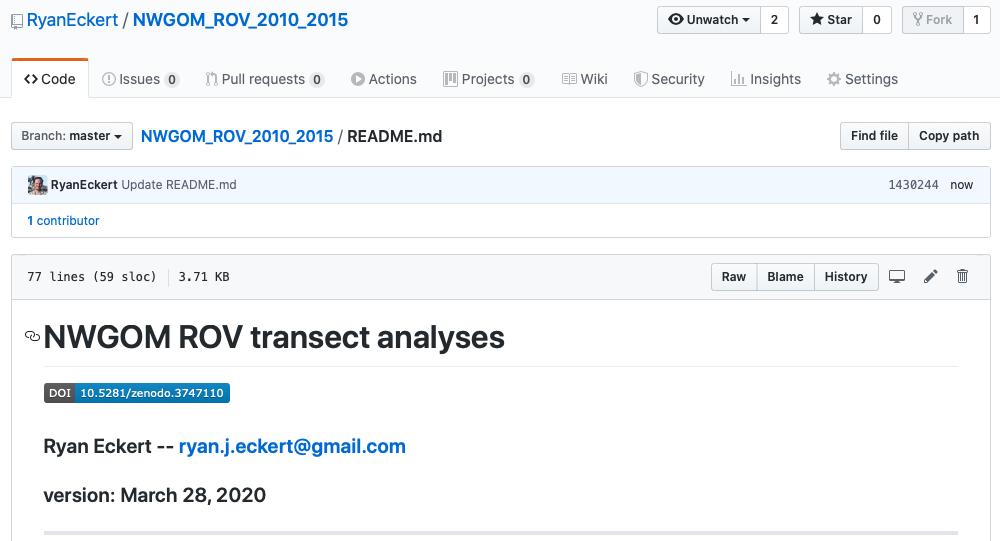 RyanEckert / NWGOM_ROV_2010_2015 Unwatch 2 Star 0 Fork 1
Code Issues 0 Pull requests 0 Actions Projects 0 Wiki Security Insights Settings
Branch: master NWGOM_ROV_2010_2015 / README.md Find file Copy path
RyanEckert Update README.md 1430244 now
1 contributor
77 lines (59 sloc) 3.71 KB Raw Blame History
NWGOM ROV transect analyses
DOI 10.5281/zenodo.3747110
Ryan Eckert -- ryan.j.eckert@gmail.com
version: March 28, 2020